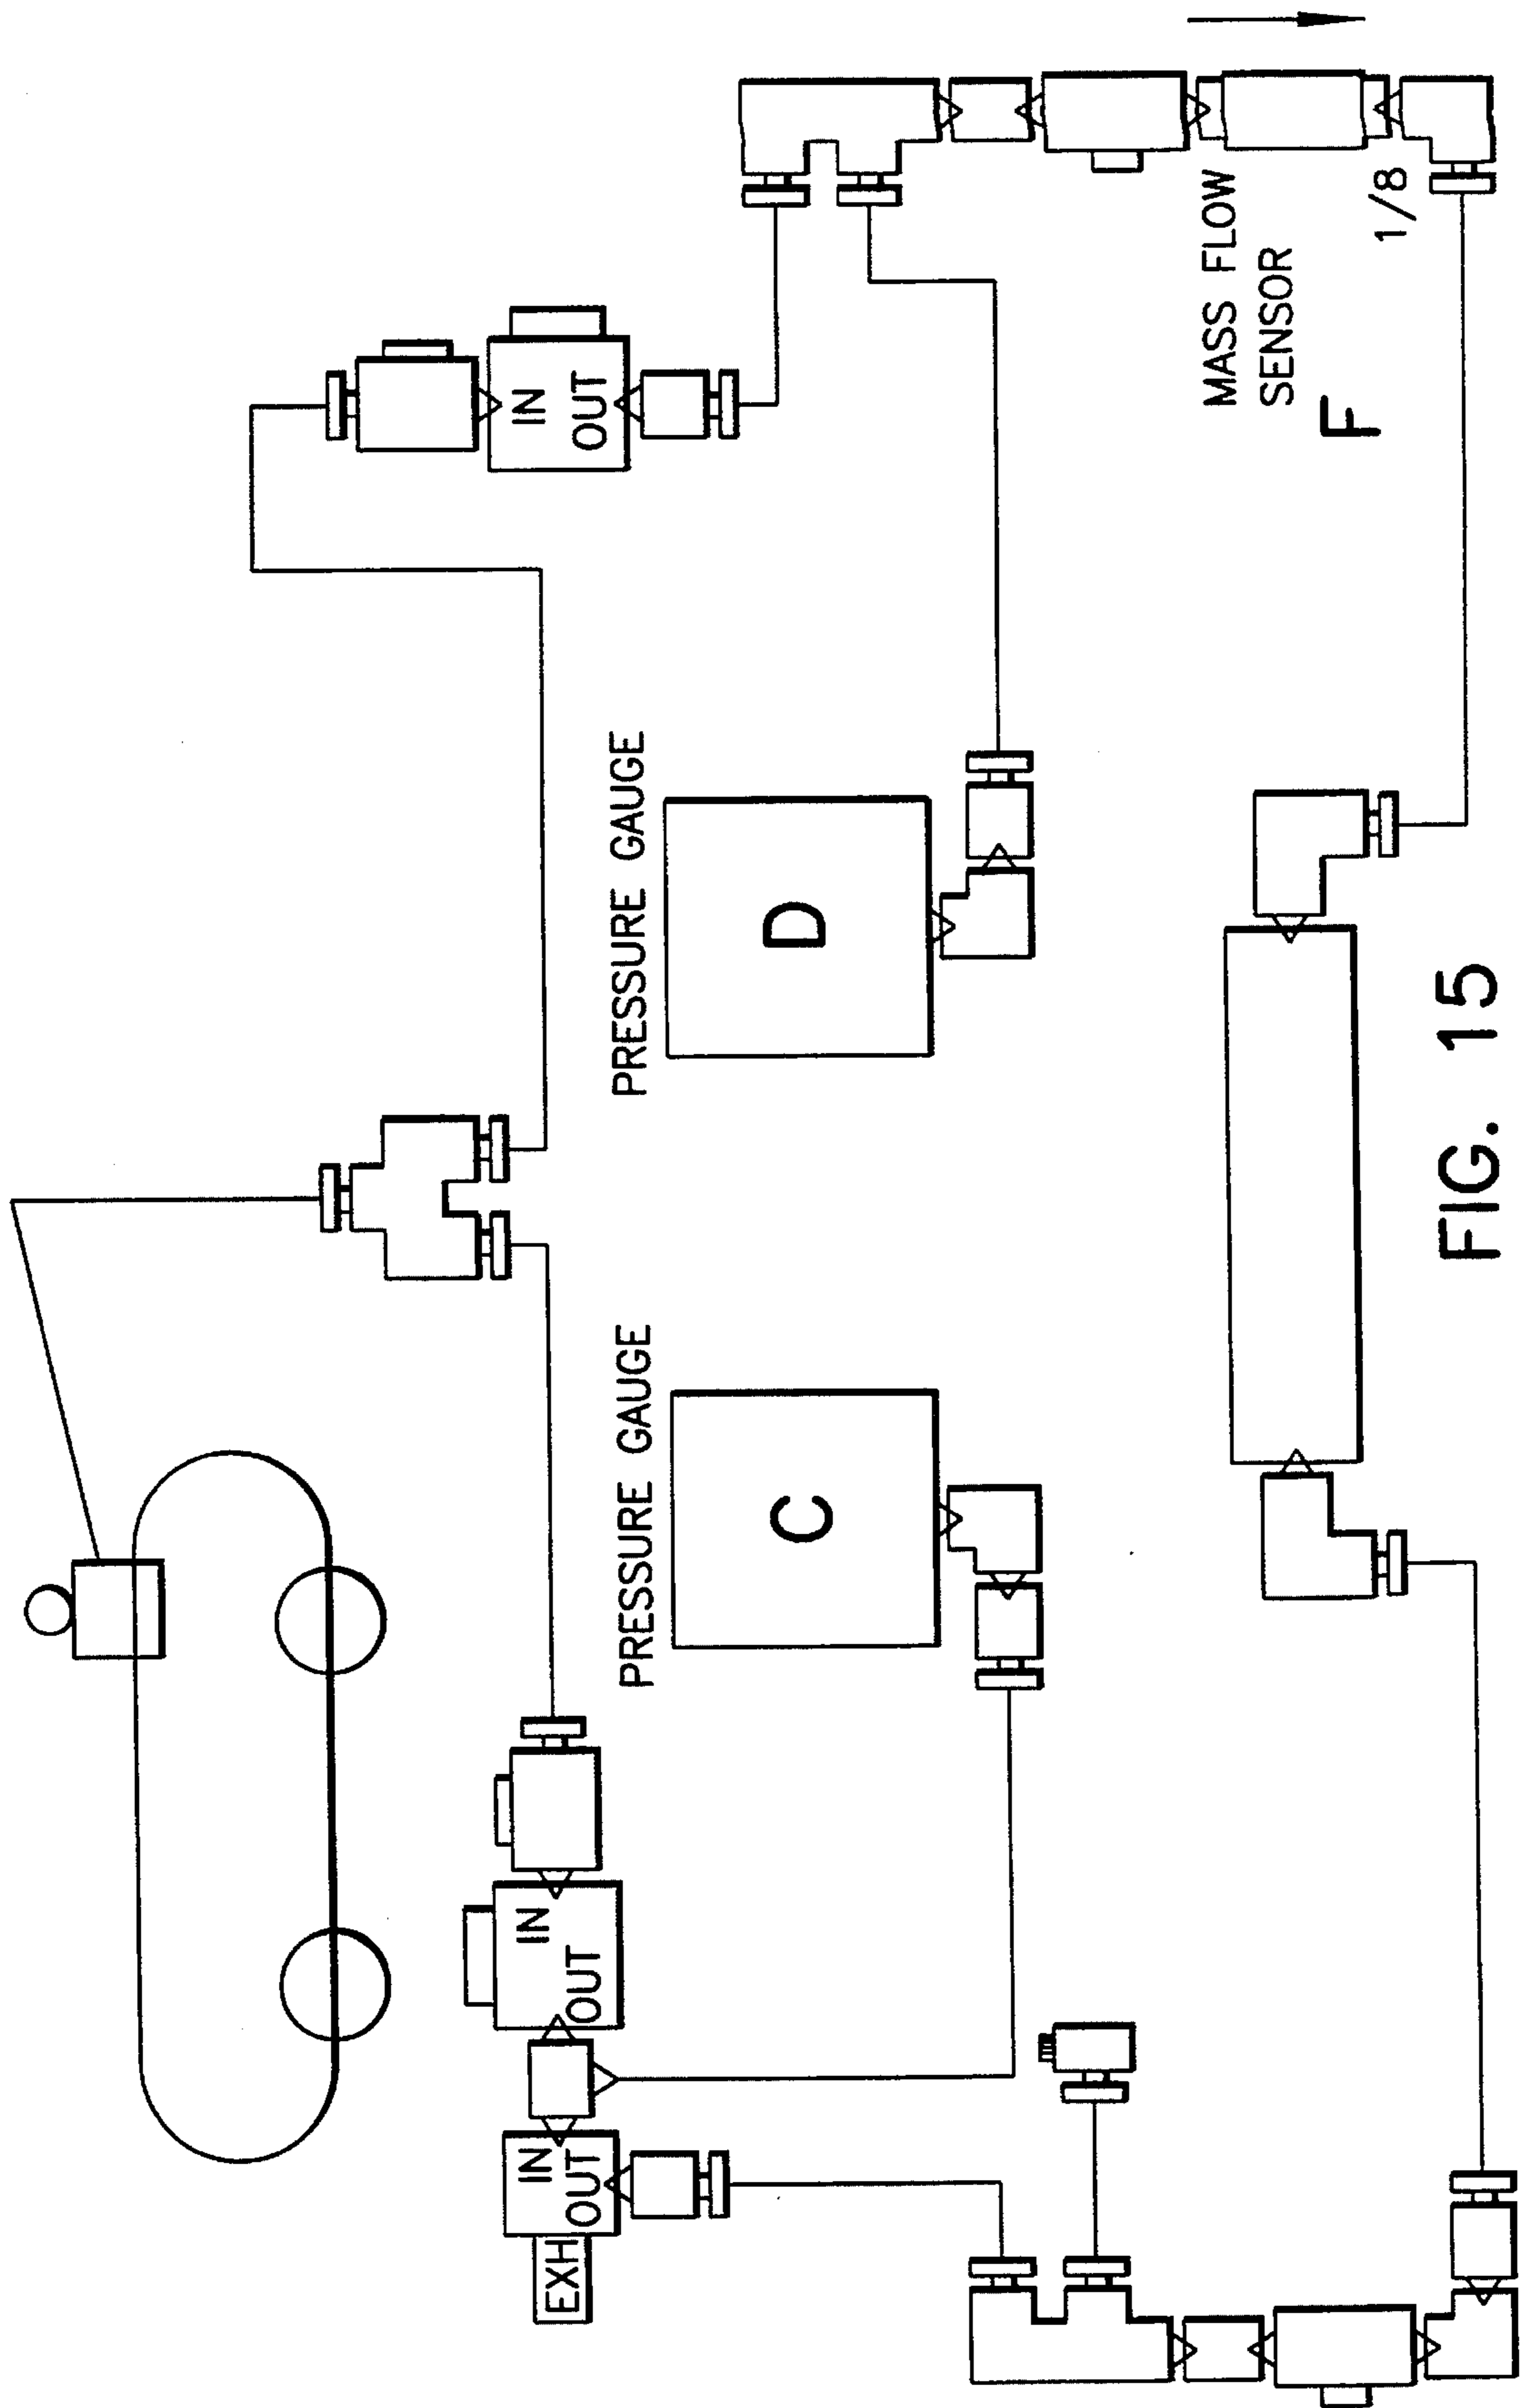 IN
OUT
PRESSURE GAUGE
D
MASS FLOW
SENSOR
F
1/8
PRESSURE GAUGE
C
IN
OUT
IN
OUT
EXH
FIG. 15